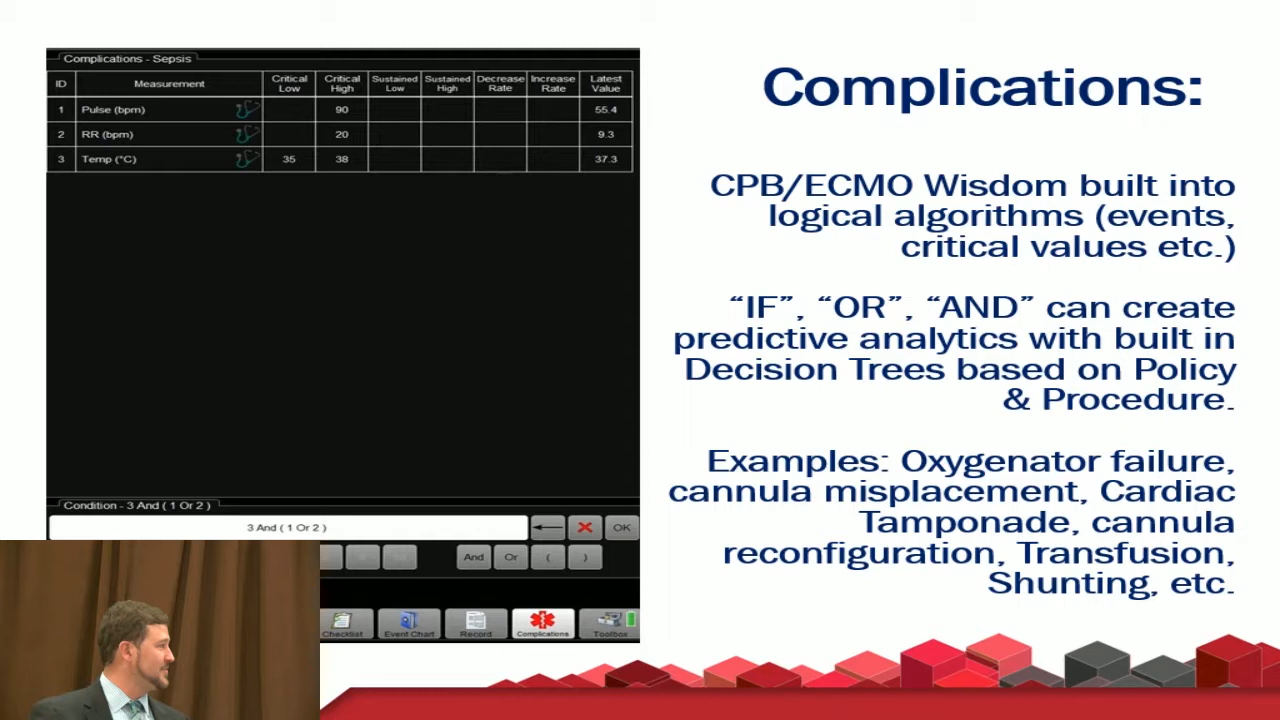 Complications - Sepsis
ID Measurement Critical Low Critical High Sustained Low Sustained High Decrease Rate Increase Rate Latest Value
1 Pulse (bpm) 90 55.4
2 RR (bpm) 20 9.3
3 Temp (°C) 35 38 37.3
Condition - 3 And ( 1 Or 2 )
3 And ( 1 Or 2 ) OK
And Or ( )
Checklist Event Chart Record Complications Toolbox
Complications:
CPB/ECMO Wisdom built into
logical algorithms (events,
critical values etc.)
“IF”, “OR”, “AND” can create
predictive analytics with built in
Decision Trees based on Policy
& Procedure.
Examples: Oxygenator failure,
cannula misplacement, Cardiac
Tamponade, cannula
reconfiguration, Transfusion,
Shunting, etc.